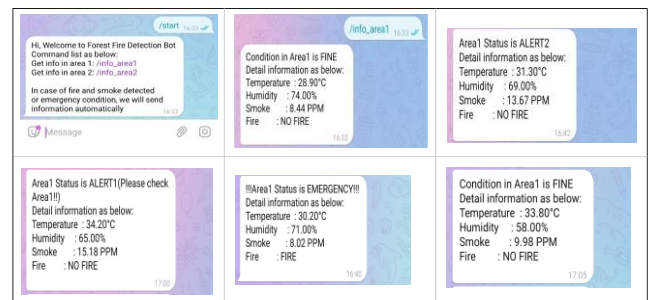 /start 16:33
Hi, Welcome to Forest Fire Detection Bot
Command list as below:
Get info in area 1: /info_area1
Get info in area 2: /info_area2
In case of fire and smoke detected
or emergency condition, we will send
information automatically
16:33
Message
/info_area1 16:33
Condition in Area1 is FINE
Detail information as below:
Temperature : 28.90°C
Humidity : 74.00%
Smoke : 8.44 PPM
Fire : NO FIRE
16:33
Area1 Status is ALERT2
Detail information as below:
Temperature : 31.30°C
Humidity : 69.00%
Smoke : 13.67 PPM
Fire : NO FIRE
16:42
Area1 Status is ALERT1(Please check
Area1!!)
Detail information as below:
Temperature : 34.20°C
Humidity : 65.00%
Smoke : 15.18 PPM
Fire : NO FIRE
17:00
!!!Area1 Status is EMERGENCY!!!
Detail information as below:
Temperature : 30.20°C
Humidity : 71.00%
Smoke : 8.02 PPM
Fire : FIRE
16:40
Condition in Area1 is FINE
Detail information as below:
Temperature : 33.80°C
Humidity : 58.00%
Smoke : 9.98 PPM
Fire : NO FIRE
17:05